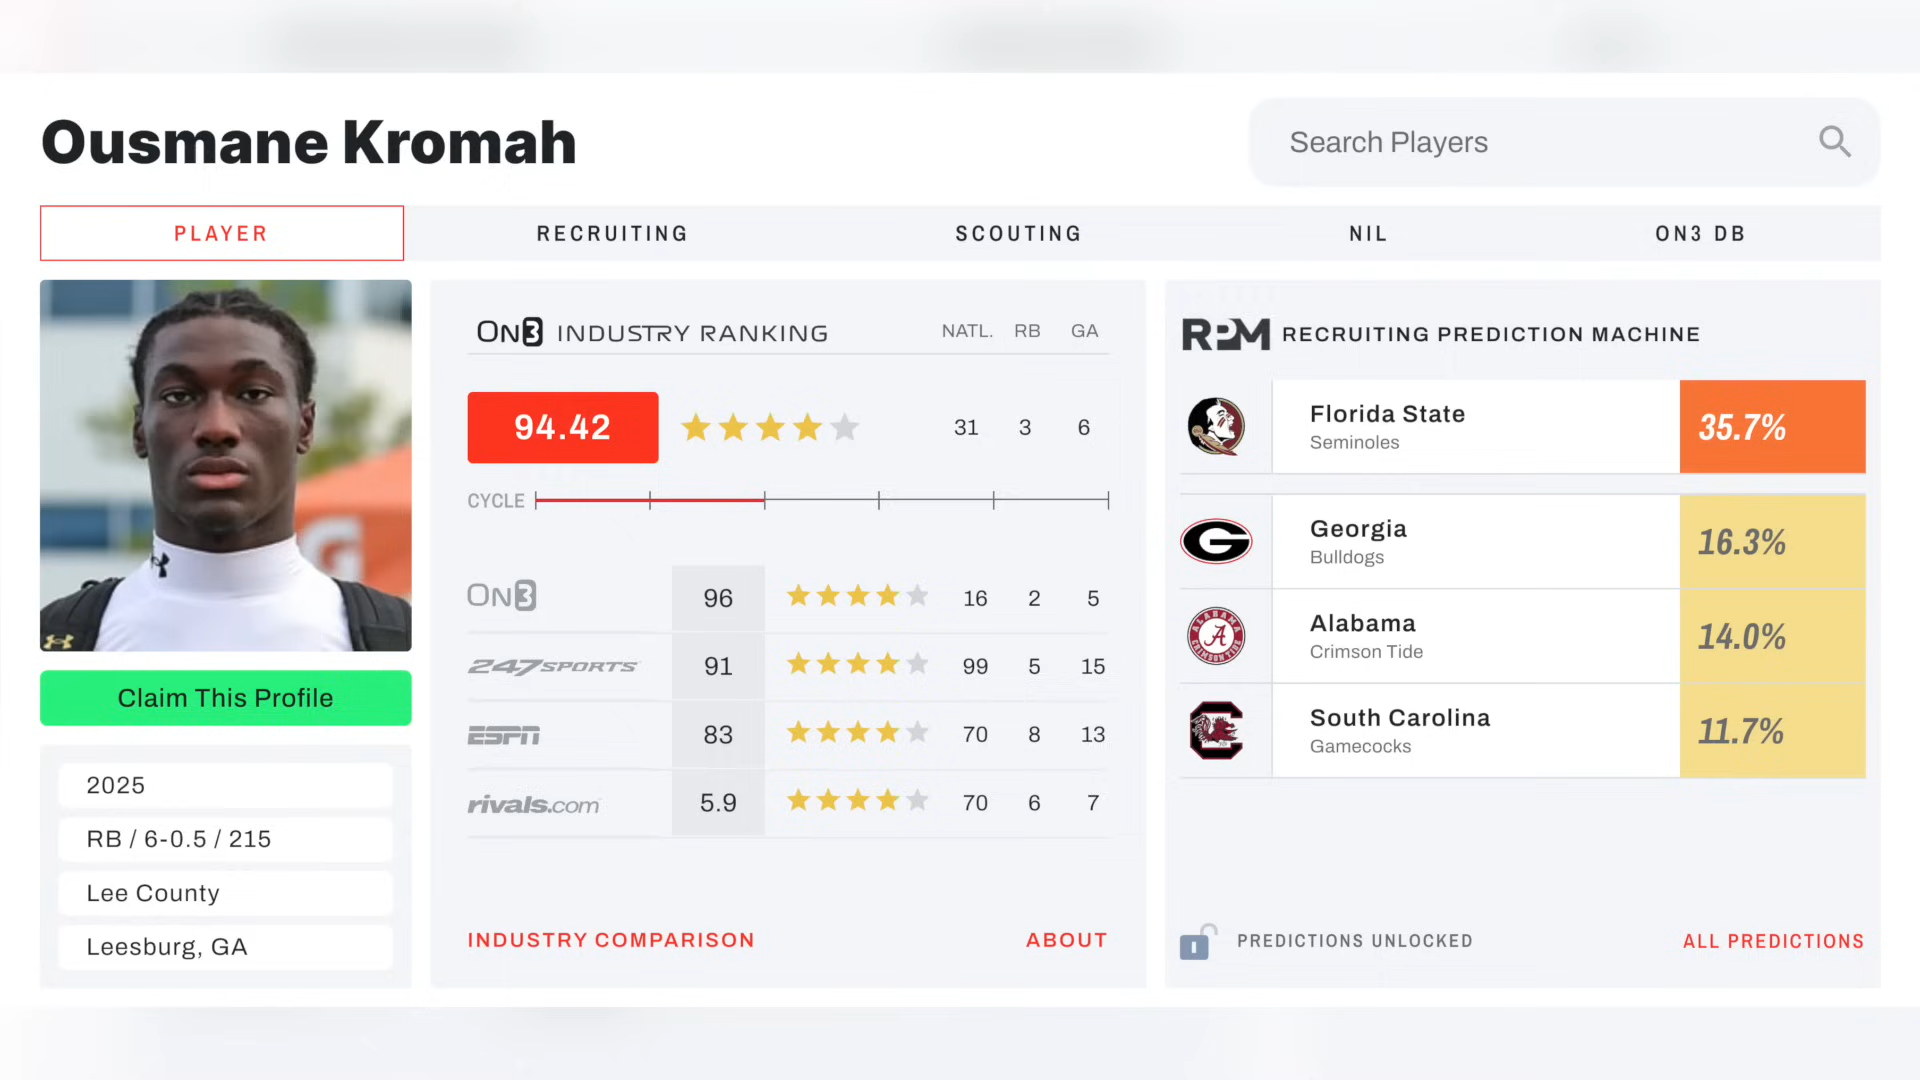 Ousmane Kromah
Search Players
PLAYER RECRUITING SCOUTING NIL ON3 DB
ON3 INDUSTRY RANKING NATL. RB GA
94.42 31 3 6
CYCLE
ON3 96 16 2 5
247SPORTS 91 99 5 15
ESPN 83 70 8 13
rivals.com 5.9 70 6 7
INDUSTRY COMPARISON ABOUT
RPM RECRUITING PREDICTION MACHINE
Florida State
Seminoles
35.7%
G
Georgia
Bulldogs
16.3%
ALABAMA
A
CRIMSON TIDE
Alabama
Crimson Tide
14.0%
C
South Carolina
Gamecocks
11.7%
PREDICTIONS UNLOCKED ALL PREDICTIONS
G
Claim This Profile
2025
RB / 6-0.5 / 215
Lee County
Leesburg, GA